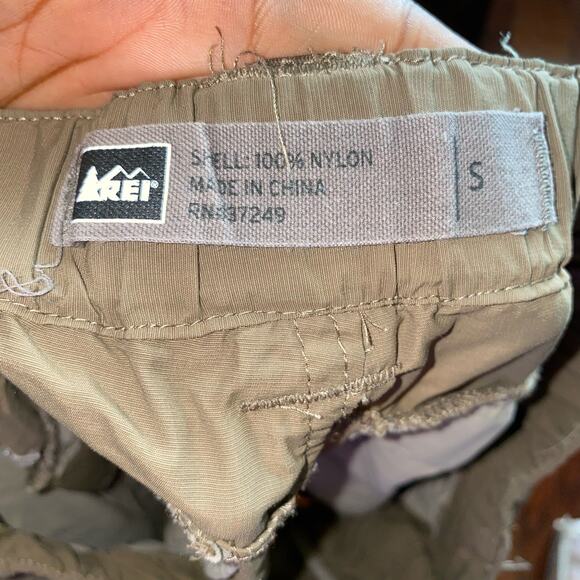 REI
SHELL: 100% NYLON
MADE IN CHINA
RN#37249
S